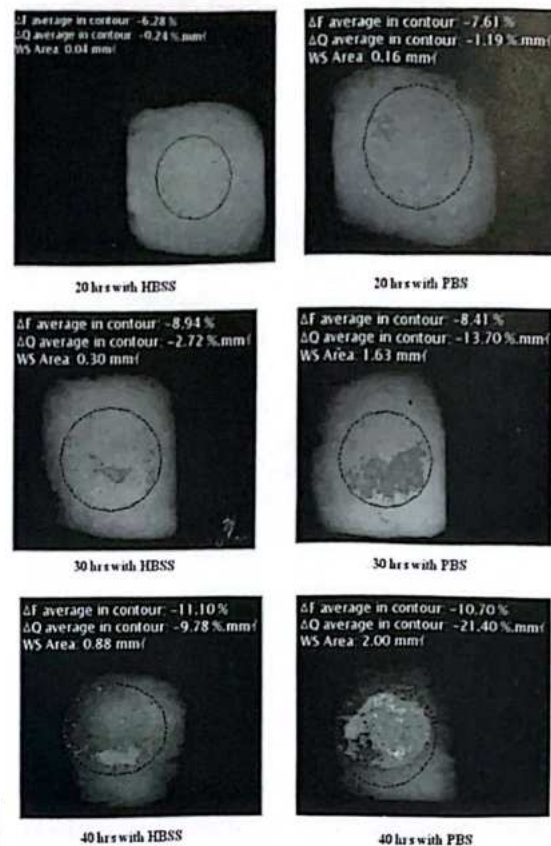 ΔF average in contour: -6.28 %
ΔQ average in contour: -0.24 %.mm²
WS Area: 0.04 mm²
20 hrs with HBSS
ΔF average in contour: -7.61 %
ΔQ average in contour: -1.19 %.mm²
WS Area: 0.16 mm²
20 hrs with PBS
ΔF average in contour: -8.94 %
ΔQ average in contour: -2.72 %.mm²
WS Area: 0.30 mm²
30 hrs with HBSS
ΔF average in contour: -8.41 %
ΔQ average in contour: -13.70 %.mm²
WS Area: 1.63 mm²
30 hrs with PBS
ΔF average in contour: -11.10 %
ΔQ average in contour: -9.78 %.mm²
WS Area: 0.88 mm²
40 hrs with HBSS
ΔF average in contour: -10.70 %
ΔQ average in contour: -21.40 %.mm²
WS Area: 2.00 mm²
40 hrs with PBS